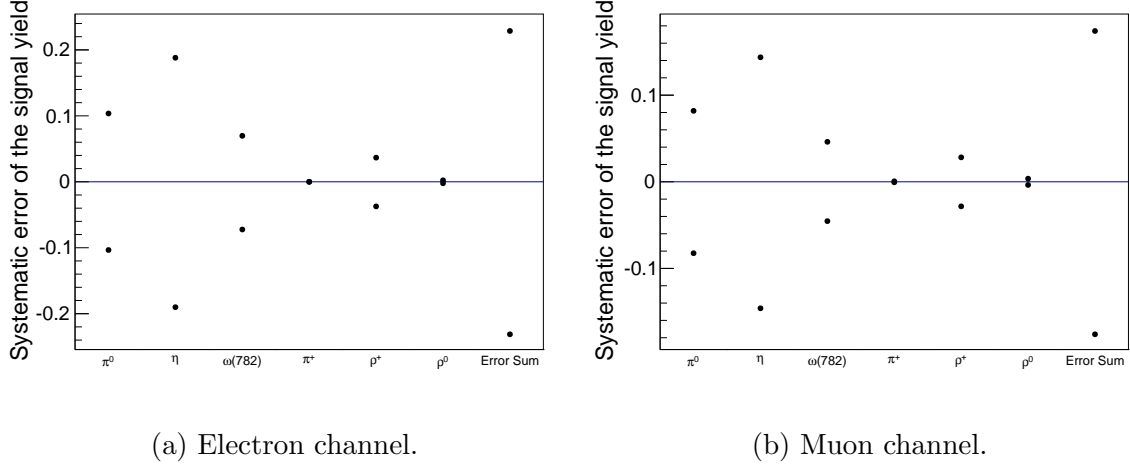 Systematic error of the signal yield
0.2
0.1
0
-0.1
-0.2
π⁰ η ω(782) π⁺ ρ⁺ ρ⁰ Error Sum
(a) Electron channel.
Systematic error of the signal yield
0.1
0
-0.1
π⁰ η ω(782) π⁺ ρ⁺ ρ⁰ Error Sum
(b) Muon channel.